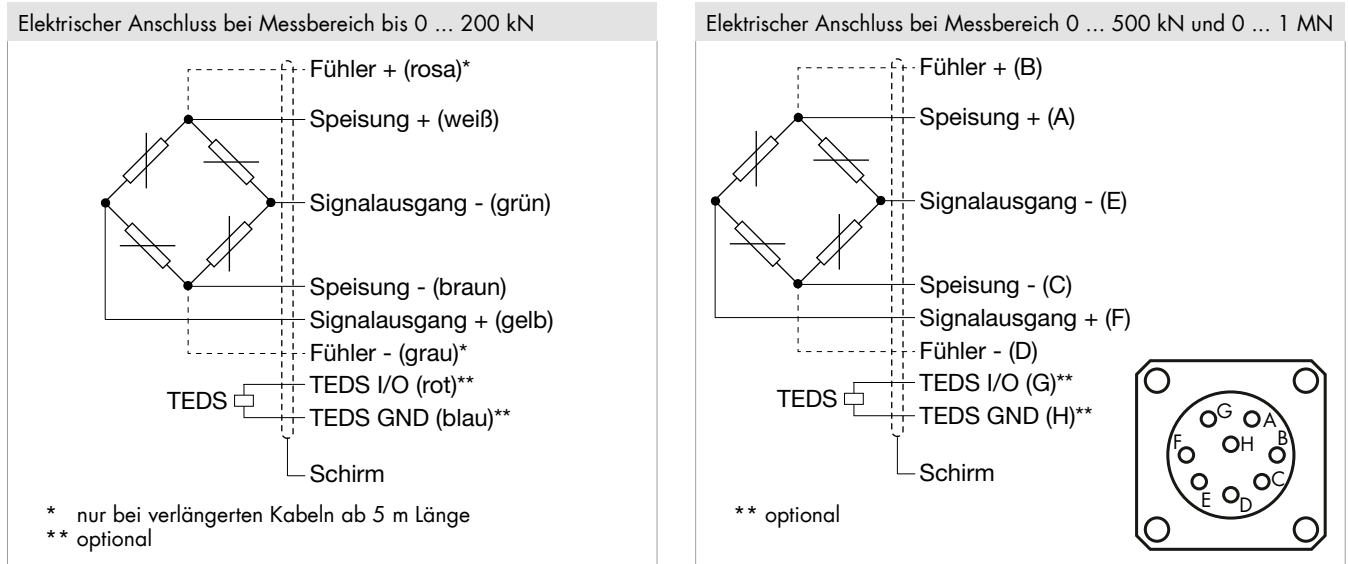 Elektrischer Anschluss bei Messbereich bis 0 ... 200 kN
Fühler + (rosa)*
Speisung + (weiß)
Signalausgang - (grün)
Speisung - (braun)
Signalausgang + (gelb)
Fühler - (grau)*
TEDS I/O (rot)**
TEDS
TEDS GND (blau)**
Schirm
* nur bei verlängerten Kabeln ab 5 m Länge
** optional
Elektrischer Anschluss bei Messbereich 0 ... 500 kN und 0 ... 1 MN
Fühler + (B)
Speisung + (A)
Signalausgang - (E)
Speisung - (C)
Signalausgang + (F)
Fühler - (D)
TEDS I/O (G)**
TEDS
TEDS GND (H)**
Schirm
** optional
G A
F H B
E D C